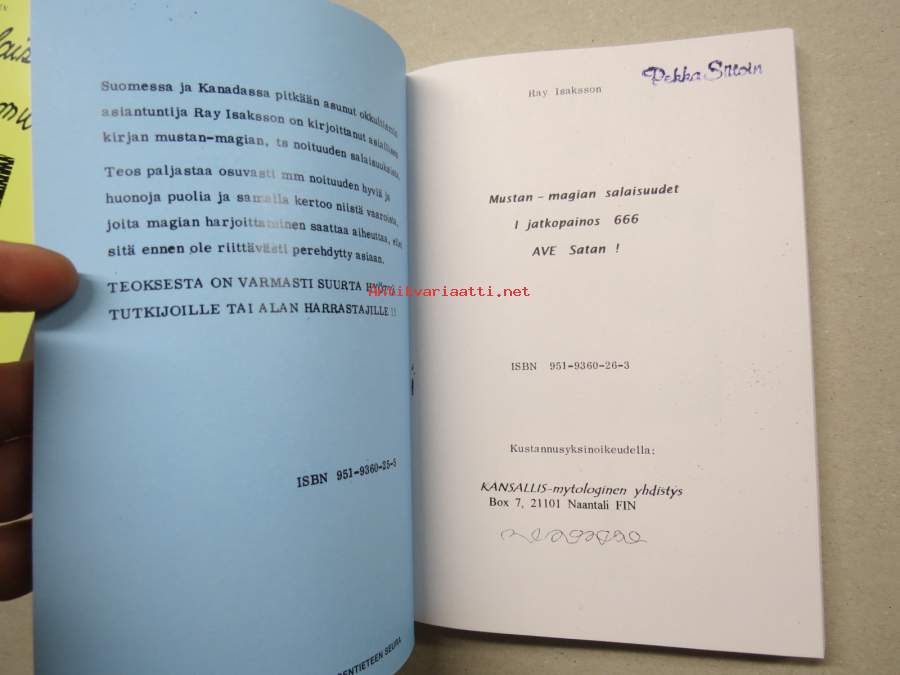 Suomessa ja Kanadassa pitkään asunut okkultismin
asiantuntija Ray Isaksson on kirjoittanut asiallisen
kirjan mustan-magian, ts noituuden salaisuuksista,
Teos paljastaa osuvasti mm noituuden hyviä ja
huonoja puolia ja samalla kertoo niistä vaaroista,
joita magian harjoittaminen saattaa aiheuttaa, ellei
sitä ennen ole riittävästi perehdytty asiaan.
TEOKSESTA ON VARMASTI SUURTA HYÖTYÄ
TUTKIJOILLE TAI ALAN HARRASTAJILLE !!
ISBN 951-9360-25-5
Pekka Siitoin
Ray Isaksson
Mustan - magian salaisuudet
I jatkopainos 666
AVE Satan !
Antikvariaatti.net
ISBN 951-9360-26-3
Kustannusyksinoikeudella:
KANSALLIS-mytologinen yhdistys
Box 7, 21101 Naantali FIN